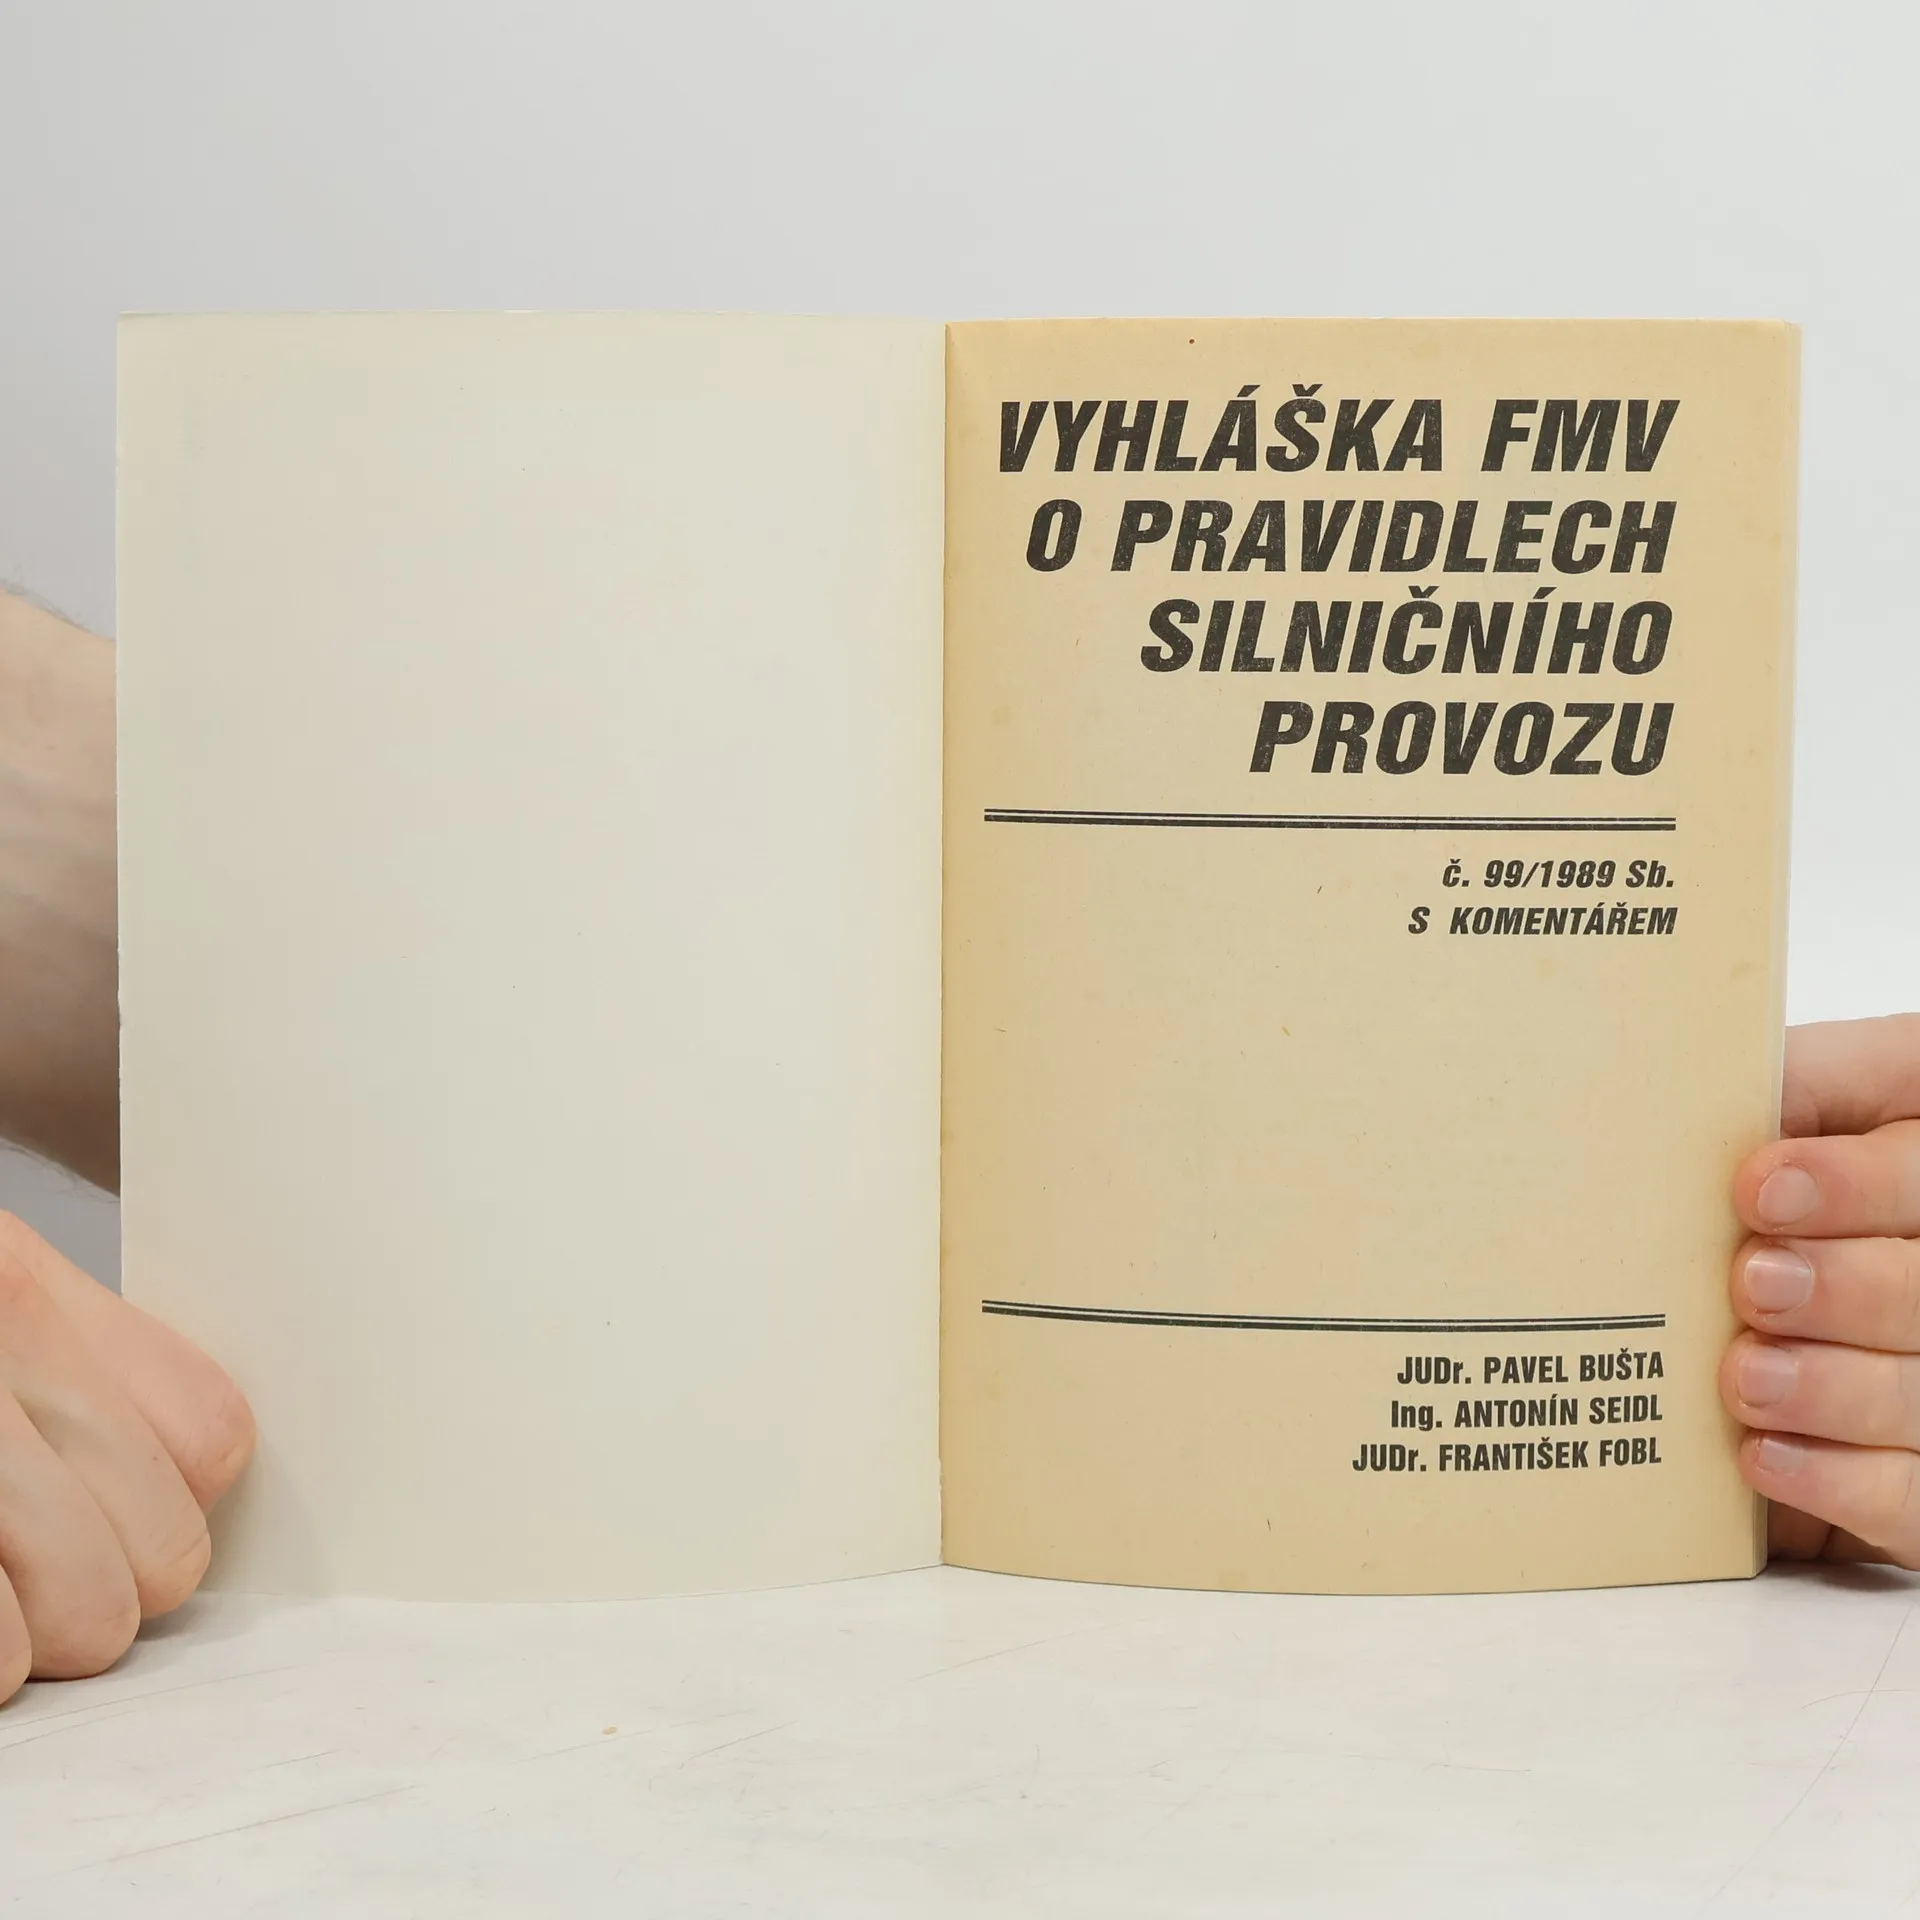 VYHLÁŠKA FMV
O PRAVIDLECH
SILNIČNÍHO
PROVOZU
č. 99/1989 Sb.
S KOMENTÁŘEM
JUDr. PAVEL BUŠTA
Ing. ANTONÍN SEIDL
JUDr. FRANTIŠEK FOBL